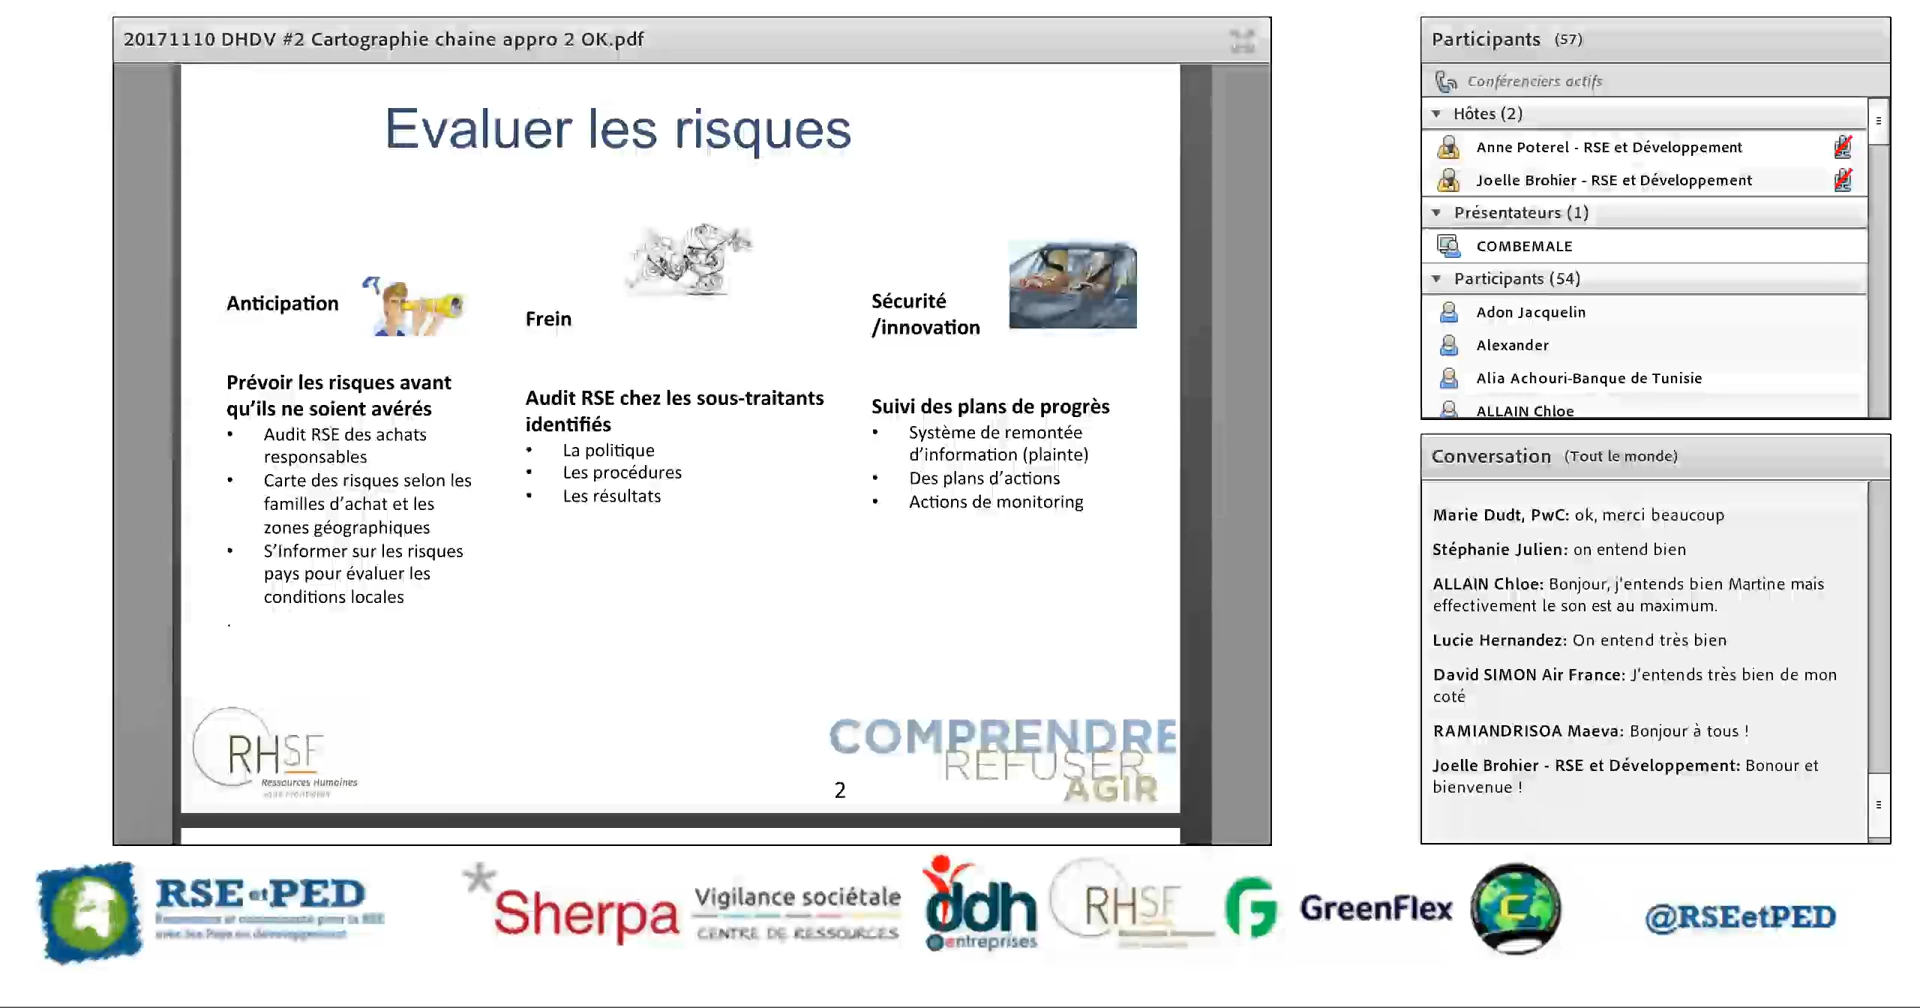 20171110 DHDV #2 Cartographie chaine appro 2 OK.pdf
Evaluer les risques
Anticipation
Prévoir les risques avant
qu’ils ne soient avérés
• Audit RSE des achats
responsables
• Carte des risques selon les
familles d’achat et les
zones géographiques
• S’Informer sur les risques
pays pour évaluer les
conditions locales
.
Frein
Audit RSE chez les sous-traitants
identifiés
• La politique
• Les procédures
• Les résultats
Sécurité
/innovation
Suivi des plans de progrès
• Système de remontée
d’information (plainte)
• Des plans d’actions
• Actions de monitoring
RHSF
Ressources Humaines
COMPRENDRE
REFUSER
AGIR
2
Participants (57)
Conférenciers actifs
Hôtes (2)
Anne Poterel - RSE et Développement
Joelle Brohier - RSE et Développement
Présentateurs (1)
COMBEMALE
Participants (54)
Adon Jacquelin
Alexander
Alia Achouri-Banque de Tunisie
ALLAIN Chloe
Conversation (Tout le monde)
Marie Dudt, PwC: ok, merci beaucoup
Stéphanie Julien: on entend bien
ALLAIN Chloe: Bonjour, j'entends bien Martine mais
effectivement le son est au maximum.
Lucie Hernandez: On entend très bien
David SIMON Air France: J'entends très bien de mon
coté
RAMIANDRISOA Maeva: Bonjour à tous !
Joelle Brohier - RSE et Développement: Bonour et
bienvenue !
RSE et PED
avec les Pays en développement
Sherpa
Vigilance sociétale
CENTRE DE RESSOURCES
ddh
@entreprises
RHSF
GreenFlex
@RSEetPED